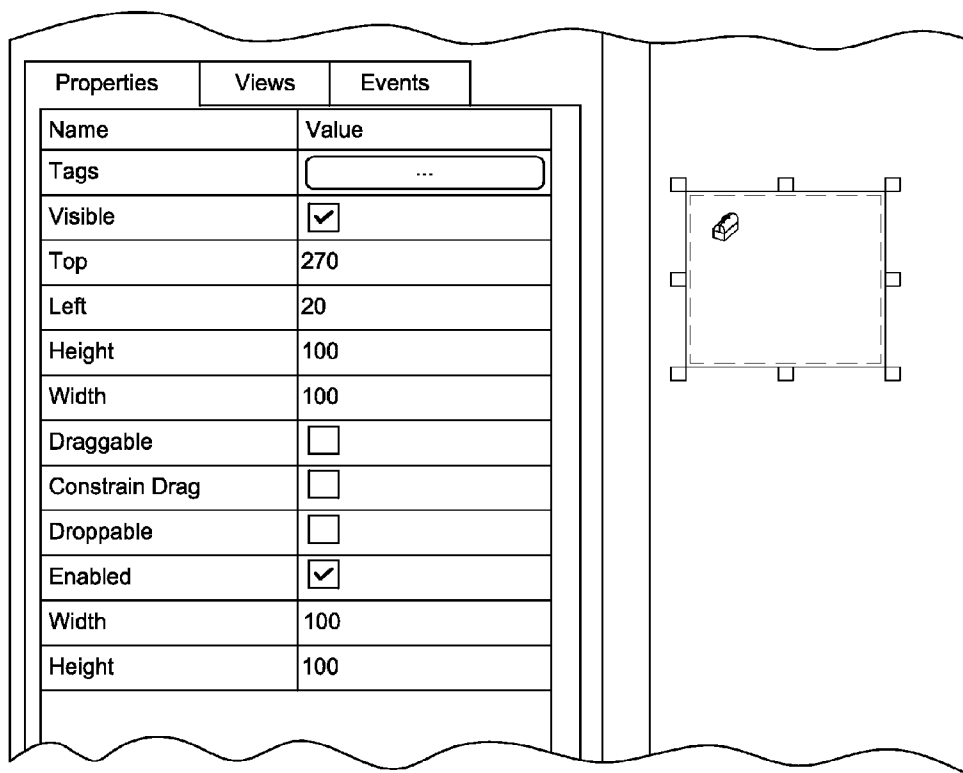 Properties Views Events
Name Value
Tags ...
Visible
Top 270
Left 20
Height 100
Width 100
Draggable
Constrain Drag
Droppable
Enabled
Width 100
Height 100